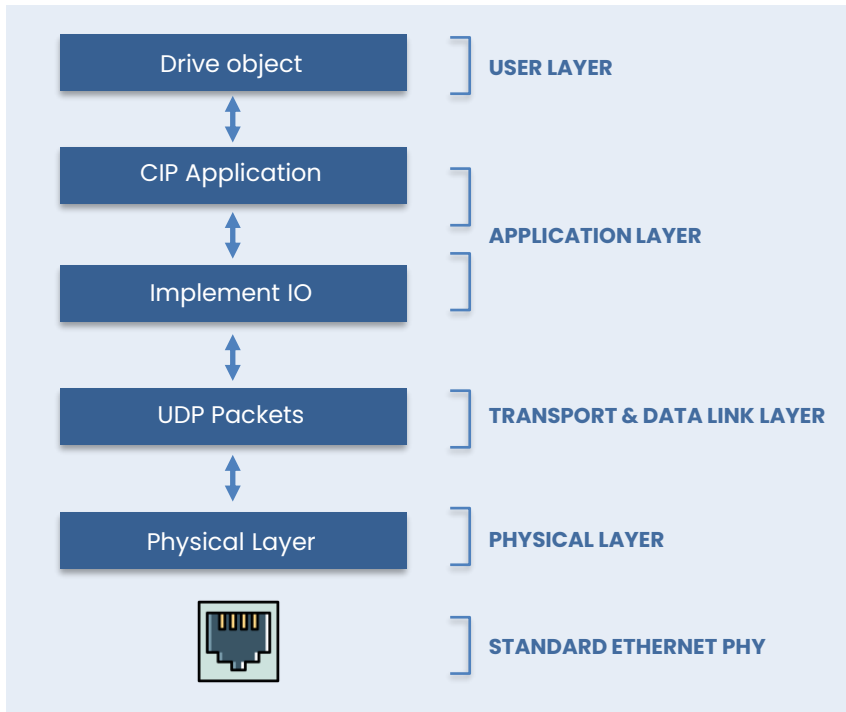 Drive object
USER LAYER
CIP Application
APPLICATION LAYER
Implement IO
UDP Packets
TRANSPORT & DATA LINK LAYER
Physical Layer
PHYSICAL LAYER
STANDARD ETHERNET PHY